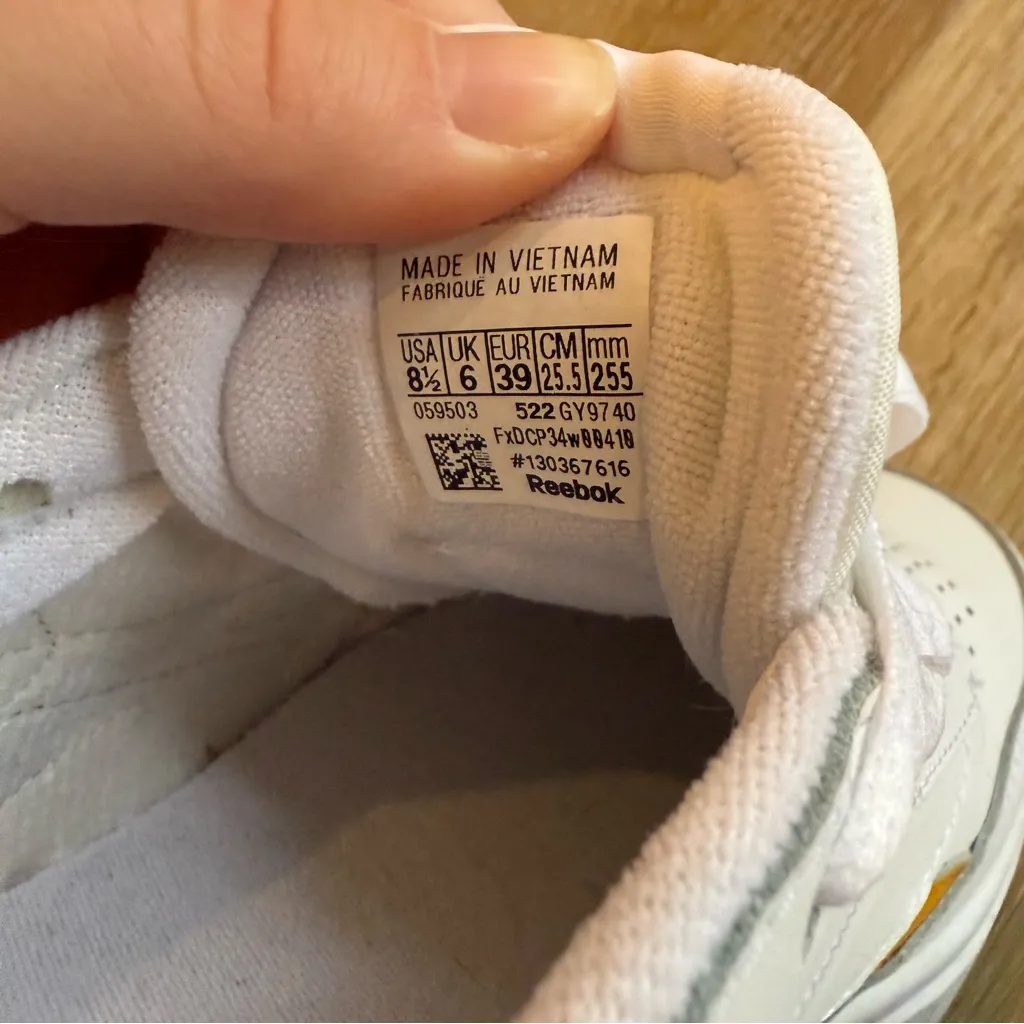 MADE IN VIETNAM
FABRIQUÉ AU VIETNAM
USA UK EUR CM mm
8½ 6 39 25.5 255
059503 522 GY9740
FxDCP34w00410
#130367616
Reebok